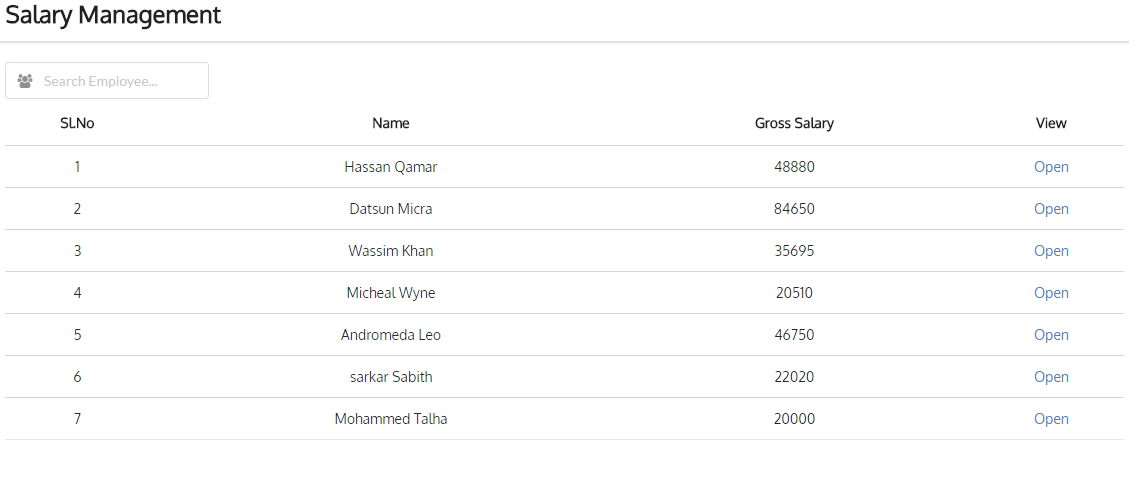 Salary Management
Search Employee...
Sl.No Name Gross Salary View
1 Hassan Qamar 48880 Open
2 Datsun Micra 84650 Open
3 Wassim Khan 35695 Open
4 Micheal Wyne 20510 Open
5 Andromeda Leo 46750 Open
6 sarkar Sabith 22020 Open
7 Mohammed Talha 20000 Open